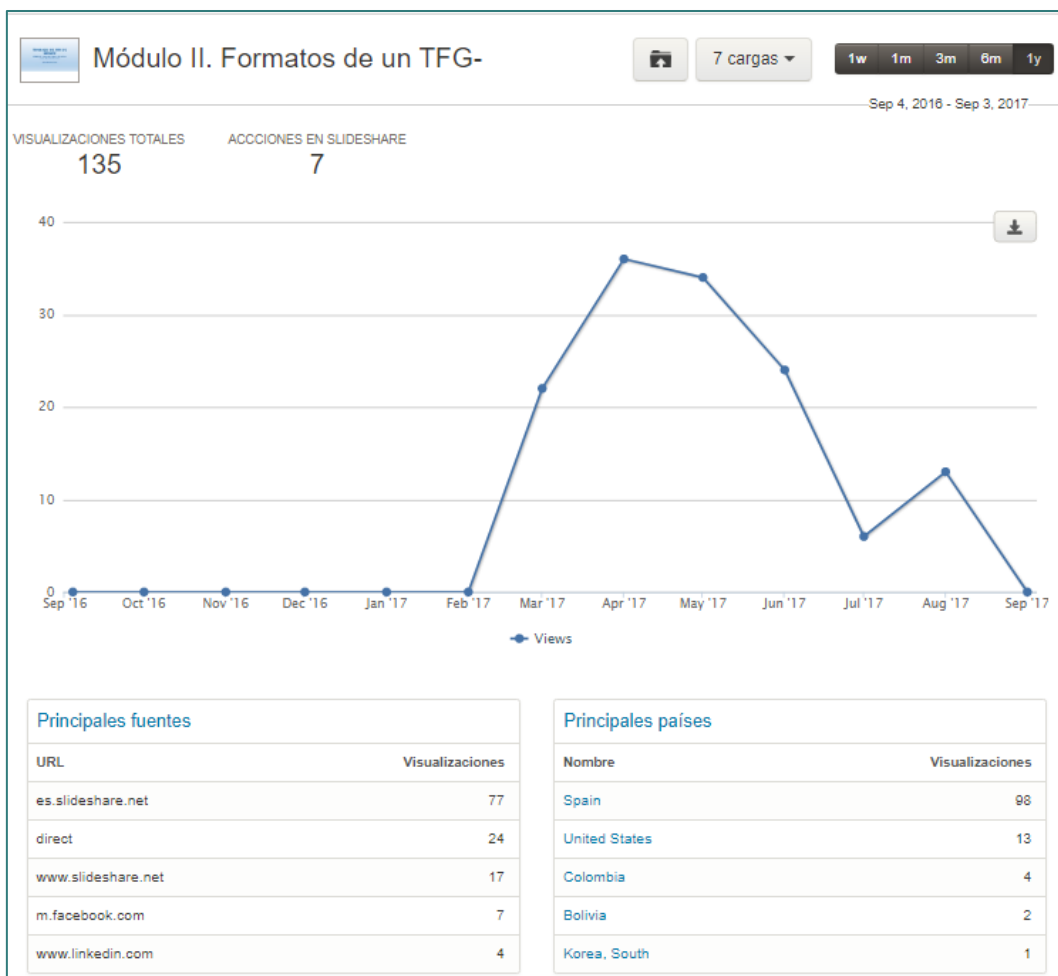 Módulo II. Formatos de un TFG-
7 cargas
1w 1m 3m 6m 1y
Sep 4, 2016 - Sep 3, 2017
VISUALIZACIONES TOTALES ACCCIONES EN SLIDESHARE
135 7
40
30
20
10
0
Sep '16 Oct '16 Nov '16 Dec '16 Jan '17 Feb '17 Mar '17 Apr '17 May '17 Jun '17 Jul '17 Aug '17 Sep '17
Views
Principales fuentes
URL Visualizaciones
es.slideshare.net 77
direct 24
www.slideshare.net 17
m.facebook.com 7
www.linkedin.com 4
Principales países
Nombre Visualizaciones
Spain 98
United States 13
Colombia 4
Bolivia 2
Korea, South 1